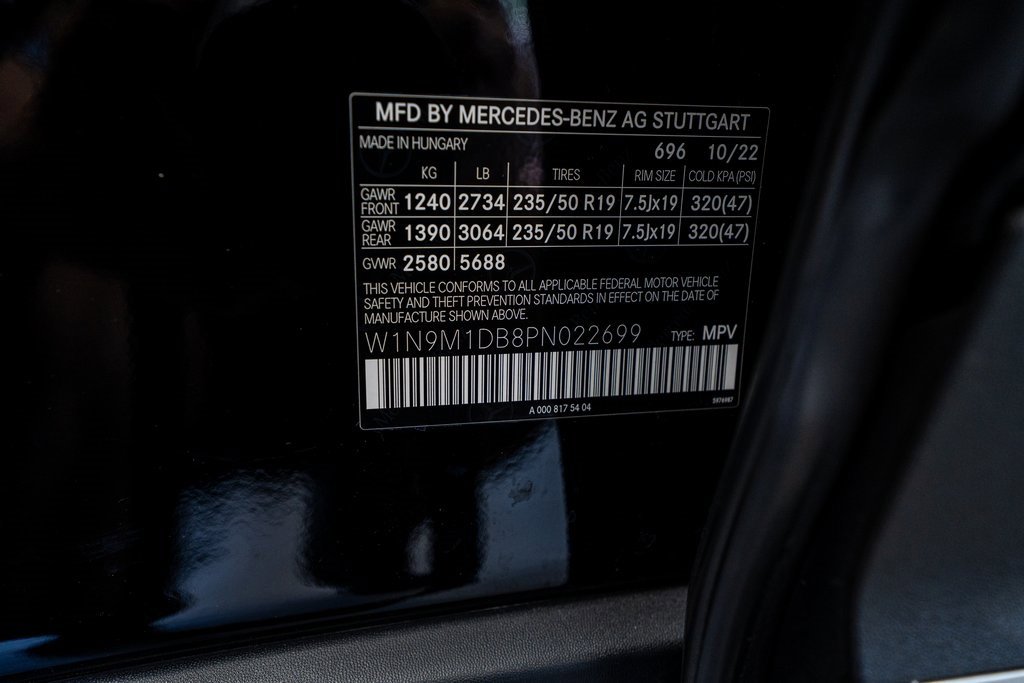 MFD BY MERCEDES-BENZ AG STUTTGART
MADE IN HUNGARY 696 10/22
KG LB TIRES RIM SIZE COLD KPA (PSI)
GAWR FRONT 1240 2734 235/50 R19 7.5Jx19 320(47)
GAWR REAR 1390 3064 235/50 R19 7.5Jx19 320(47)
GVWR 2580 5688
THIS VEHICLE CONFORMS TO ALL APPLICABLE FEDERAL MOTOR VEHICLE
SAFETY AND THEFT PREVENTION STANDARDS IN EFFECT ON THE DATE OF
MANUFACTURE SHOWN ABOVE.
W1N9M1DB8PN022699 TYPE: MPV
A 000 817 54 04 5976987